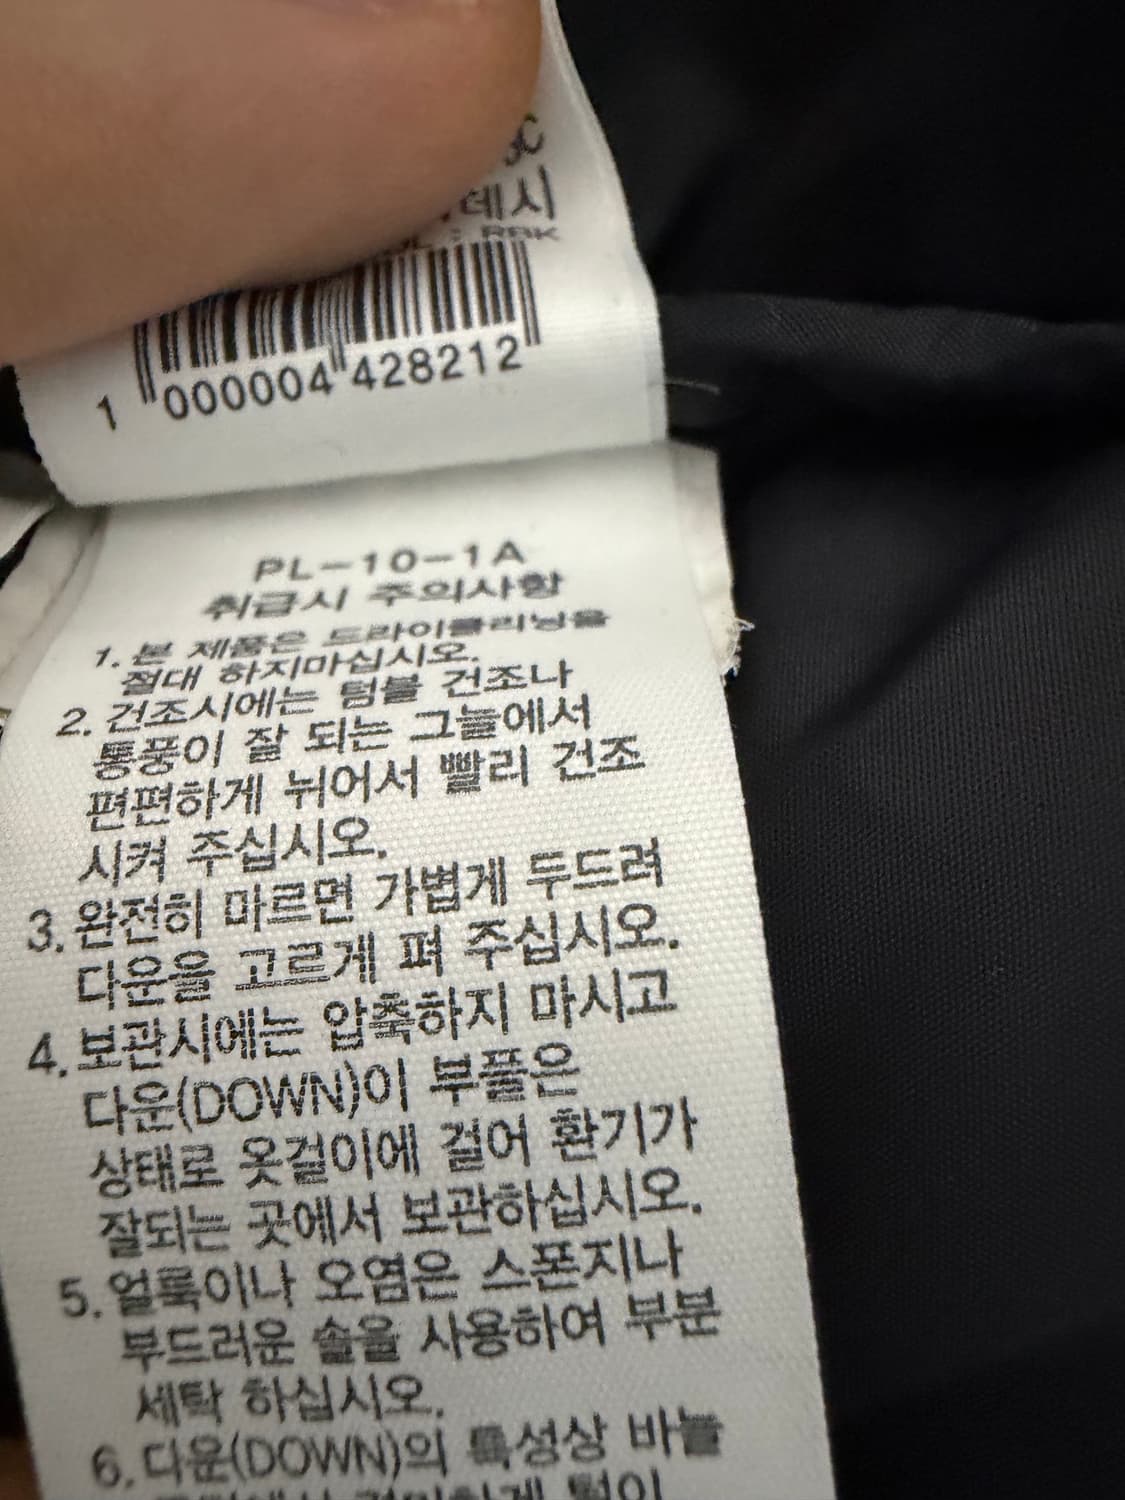 데시
: RBK
1 000004 428212
PL-10-1A
취급시 주의사항
1. 본 제품은 드라이클리닝을
절대 하지마십시오.
2. 건조시에는 텀블 건조나
통풍이 잘 되는 그늘에서
편편하게 뉘어서 빨리 건조
시켜 주십시오.
3. 완전히 마르면 가볍게 두드려
다운을 고르게 펴 주십시오.
4. 보관시에는 압축하지 마시고
다운(DOWN)이 부풀은
상태로 옷걸이에 걸어 환기가
잘되는 곳에서 보관하십시오.
5. 얼룩이나 오염은 스폰지나
부드러운 솔을 사용하여 부분
세탁 하십시오.
6. 다운(DOWN)의 특성상 바늘
털이